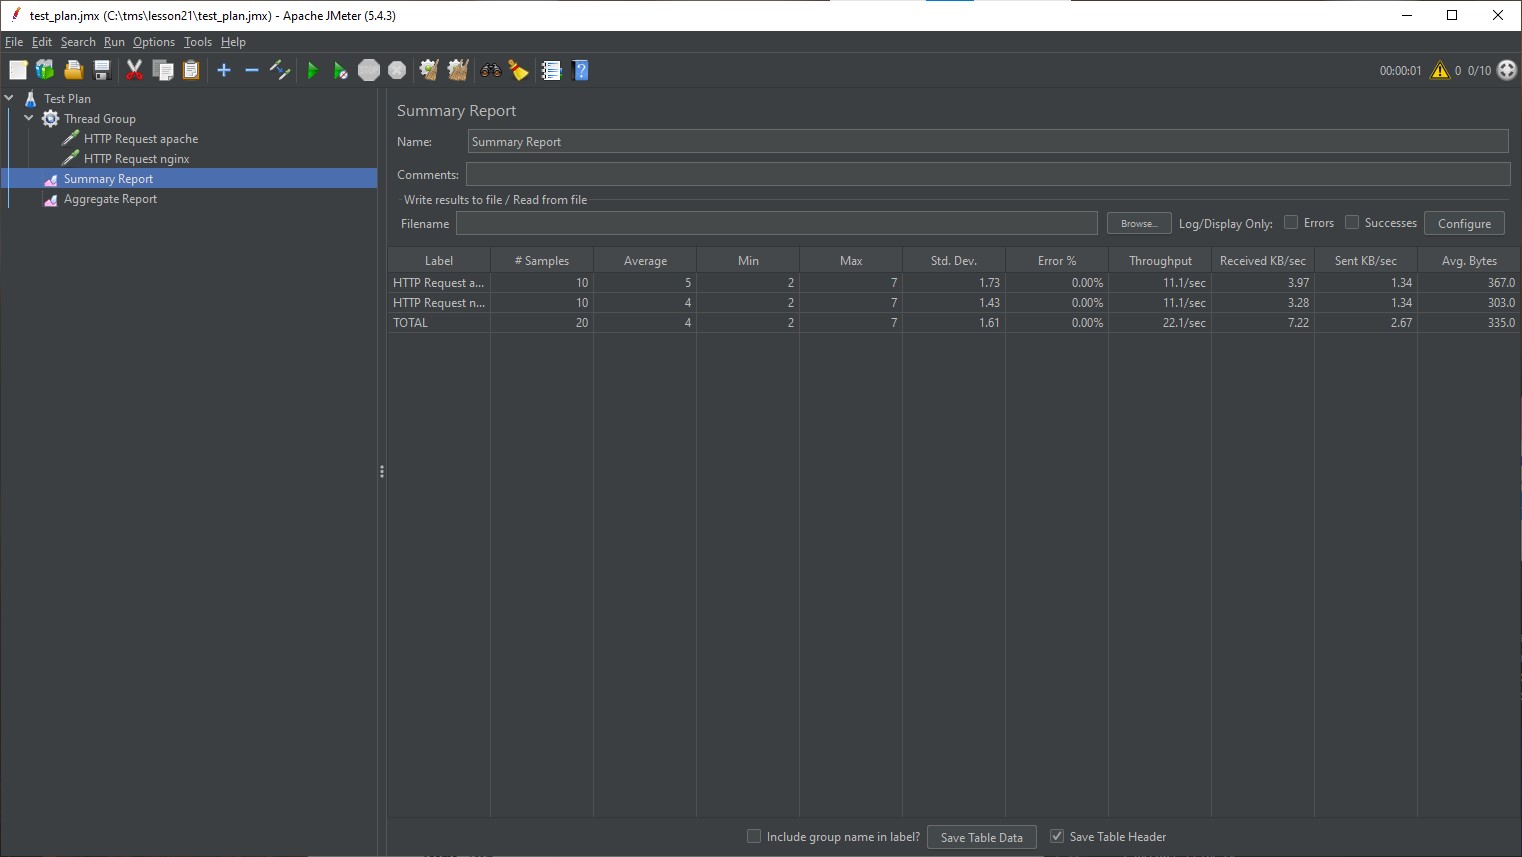 test_plan.jmx (C:\tms\lesson21\test_plan.jmx) - Apache JMeter (5.4.3)
File Edit Search Run Options Tools Help
00:00:01 0 0/10
Test Plan
Thread Group
HTTP Request apache
HTTP Request nginx
Summary Report
Aggregate Report
Summary Report
Name: Summary Report
Comments:
Write results to file / Read from file
Filename Browse... Log/Display Only: Errors Successes Configure
Label # Samples Average Min Max Std. Dev. Error % Throughput Received KB/sec Sent KB/sec Avg. Bytes
HTTP Request a... 10 5 2 7 1.73 0.00% 11.1/sec 3.97 1.34 367.0
HTTP Request n... 10 4 2 7 1.43 0.00% 11.1/sec 3.28 1.34 303.0
TOTAL 20 4 2 7 1.61 0.00% 22.1/sec 7.22 2.67 335.0
Include group name in label? Save Table Data Save Table Header